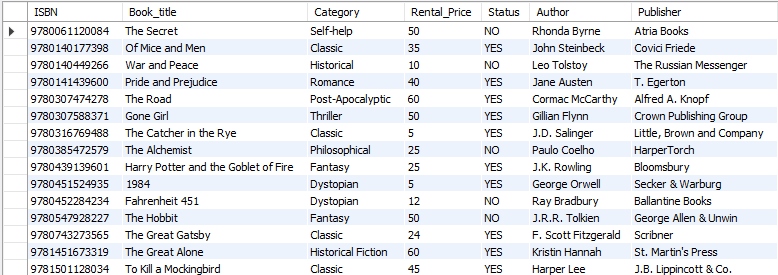 ISBN Book_title Category Rental_Price Status Author Publisher
9780061120084 The Secret Self-help 50 NO Rhonda Byrne Atria Books
9780140177398 Of Mice and Men Classic 35 YES John Steinbeck Covici Friede
9780140449266 War and Peace Historical 10 NO Leo Tolstoy The Russian Messenger
9780141439600 Pride and Prejudice Romance 40 YES Jane Austen T. Egerton
9780307474278 The Road Post-Apocalyptic 60 YES Cormac McCarthy Alfred A. Knopf
9780307588371 Gone Girl Thriller 50 YES Gillian Flynn Crown Publishing Group
9780316769488 The Catcher in the Rye Classic 5 YES J.D. Salinger Little, Brown and Company
9780385472579 The Alchemist Philosophical 25 NO Paulo Coelho HarperTorch
9780439139601 Harry Potter and the Goblet of Fire Fantasy 25 YES J.K. Rowling Bloomsbury
9780451524935 1984 Dystopian 5 YES George Orwell Secker & Warburg
9780452284234 Fahrenheit 451 Dystopian 12 NO Ray Bradbury Ballantine Books
9780547928227 The Hobbit Fantasy 50 NO J.R.R. Tolkien George Allen & Unwin
9780743273565 The Great Gatsby Classic 24 YES F. Scott Fitzgerald Scribner
9781451673319 The Great Alone Historical Fiction 60 YES Kristin Hannah St. Martin's Press
9781501128034 To Kill a Mockingbird Classic 45 YES Harper Lee J.B. Lippincott & Co.